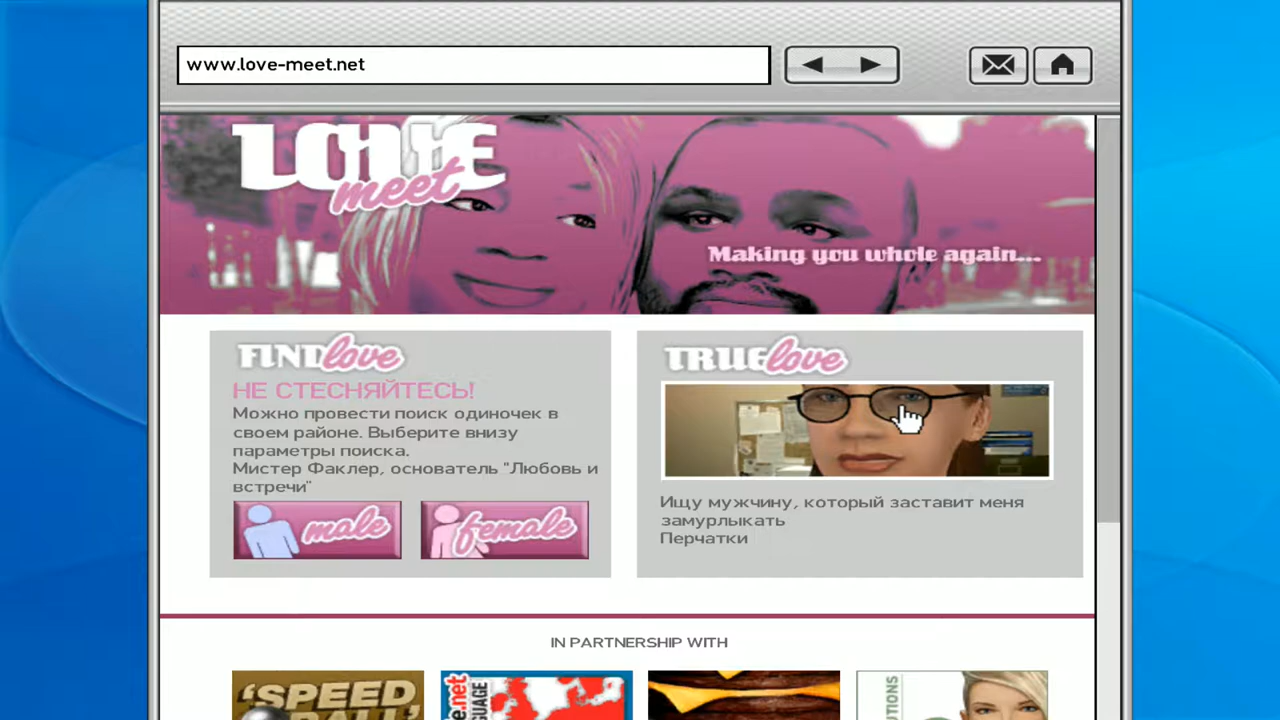 www.love-meet.net
LOVE
meet
Making you whole again...
FIND love
НЕ СТЕСНЯЙТЕСЬ!
Можно провести поиск одиночек в
своем районе. Выберите внизу
параметры поиска.
Мистер Факлер, основатель "Любовь и
встречи"
male
female
TRUE love
Ищу мужчину, который заставит меня
замурлыкать
Перчатки
IN PARTNERSHIP WITH
'SPEED
BALL'